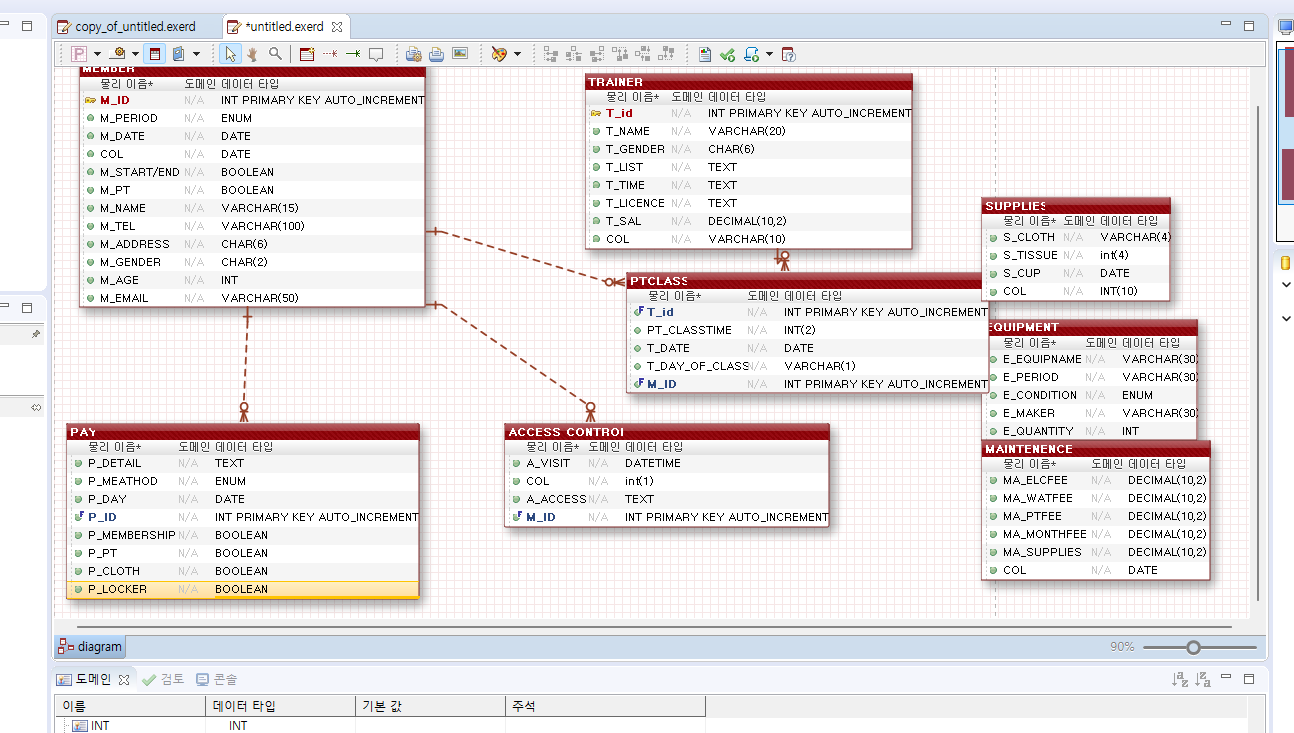 copy_of_untitled.exerd
*untitled.exerd
MEMBER
물리 이름* 도메인 데이터 타입
M_ID N/A INT PRIMARY KEY AUTO_INCREMENT
M_PERIOD N/A ENUM
M_DATE N/A DATE
COL N/A DATE
M_START/END N/A BOOLEAN
M_PT N/A BOOLEAN
M_NAME N/A VARCHAR(15)
M_TEL N/A VARCHAR(100)
M_ADDRESS N/A CHAR(6)
M_GENDER N/A CHAR(2)
M_AGE N/A INT
M_EMAIL N/A VARCHAR(50)
TRAINER
물리 이름* 도메인 데이터 타입
T_id N/A INT PRIMARY KEY AUTO_INCREMENT
T_NAME N/A VARCHAR(20)
T_GENDER N/A CHAR(6)
T_LIST N/A TEXT
T_TIME N/A TEXT
T_LICENCE N/A TEXT
T_SAL N/A DECIMAL(10,2)
COL N/A VARCHAR(10)
SUPPLIES
물리 이름* 도메인 데이터 타입
S_CLOTH N/A VARCHAR(4)
S_TISSUE N/A int(4)
S_CUP N/A DATE
COL N/A INT(10)
PTCLASS
물리 이름* 도메인 데이터 타입
T_id N/A INT PRIMARY KEY AUTO_INCREMENT
PT_CLASSTIME N/A INT(2)
T_DATE N/A DATE
T_DAY_OF_CLASS N/A VARCHAR(1)
M_ID N/A INT PRIMARY KEY AUTO_INCREMENT
EQUIPMENT
물리 이름* 도메인 데이터 타입
E_EQUIPNAME N/A VARCHAR(30)
E_PERIOD N/A VARCHAR(30)
E_CONDITION N/A ENUM
E_MAKER N/A VARCHAR(30)
E_QUANTITY N/A INT
PAY
물리 이름* 도메인 데이터 타입
P_DETAIL N/A TEXT
P_MEATHOD N/A ENUM
P_DAY N/A DATE
P_ID N/A INT PRIMARY KEY AUTO_INCREMENT
P_MEMBERSHIP N/A BOOLEAN
P_PT N/A BOOLEAN
P_CLOTH N/A BOOLEAN
P_LOCKER N/A BOOLEAN
ACCESS CONTROL
물리 이름* 도메인 데이터 타입
A_VISIT N/A DATETIME
COL N/A int(1)
A_ACCESS N/A TEXT
M_ID N/A INT PRIMARY KEY AUTO_INCREMENT
MAINTENENCE
물리 이름* 도메인 데이터 타입
MA_ELCFEE N/A DECIMAL(10,2)
MA_WATFEE N/A DECIMAL(10,2)
MA_PTFEE N/A DECIMAL(10,2)
MA_MONTHFEE N/A DECIMAL(10,2)
MA_SUPPLIES N/A DECIMAL(10,2)
COL N/A DATE
diagram
90%
도메인 검토 콘솔
이름 데이터 타입 기본 값 주석
INT INT